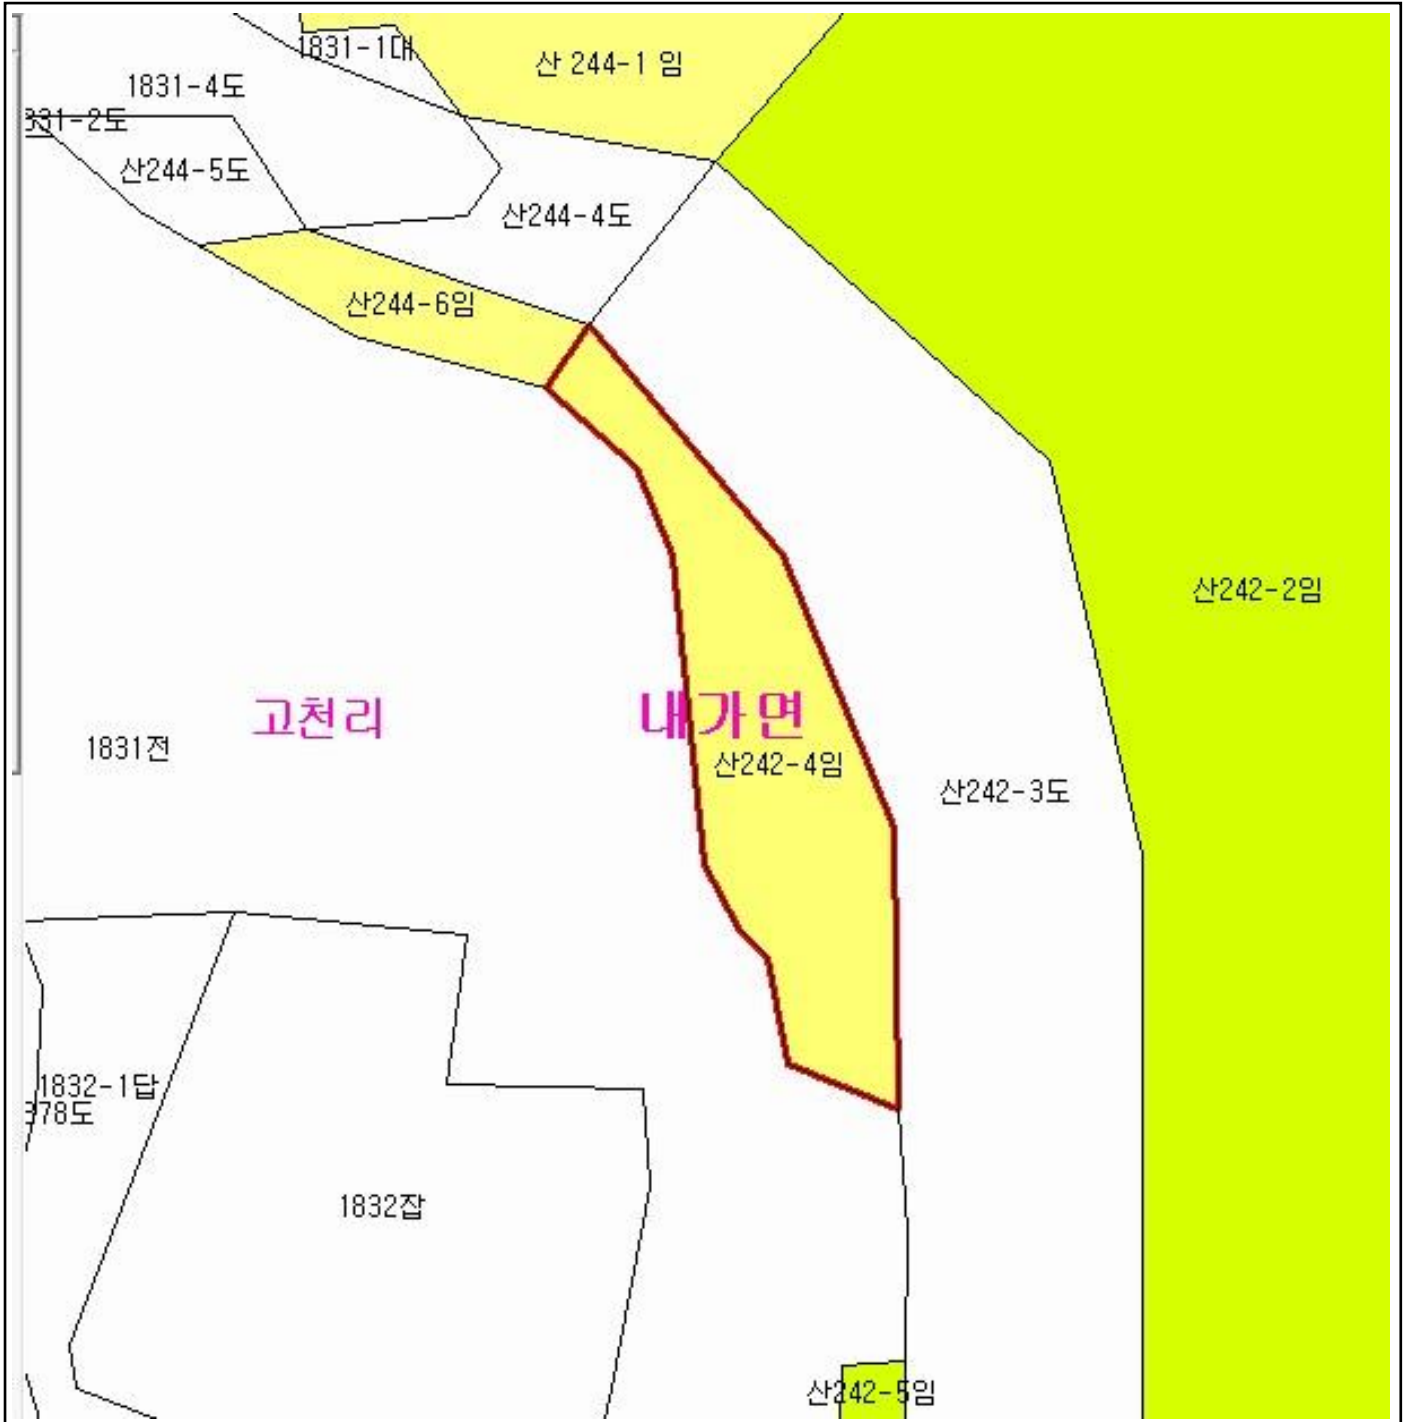 1831-1대
산 244-1 임
1831-4도
331-2도
산244-5도
산244-4도
산244-6임
산242-2임
고천리
내가면
1831전
산242-4임
산242-3도
1832-1답
378도
1832잡
산242-5임